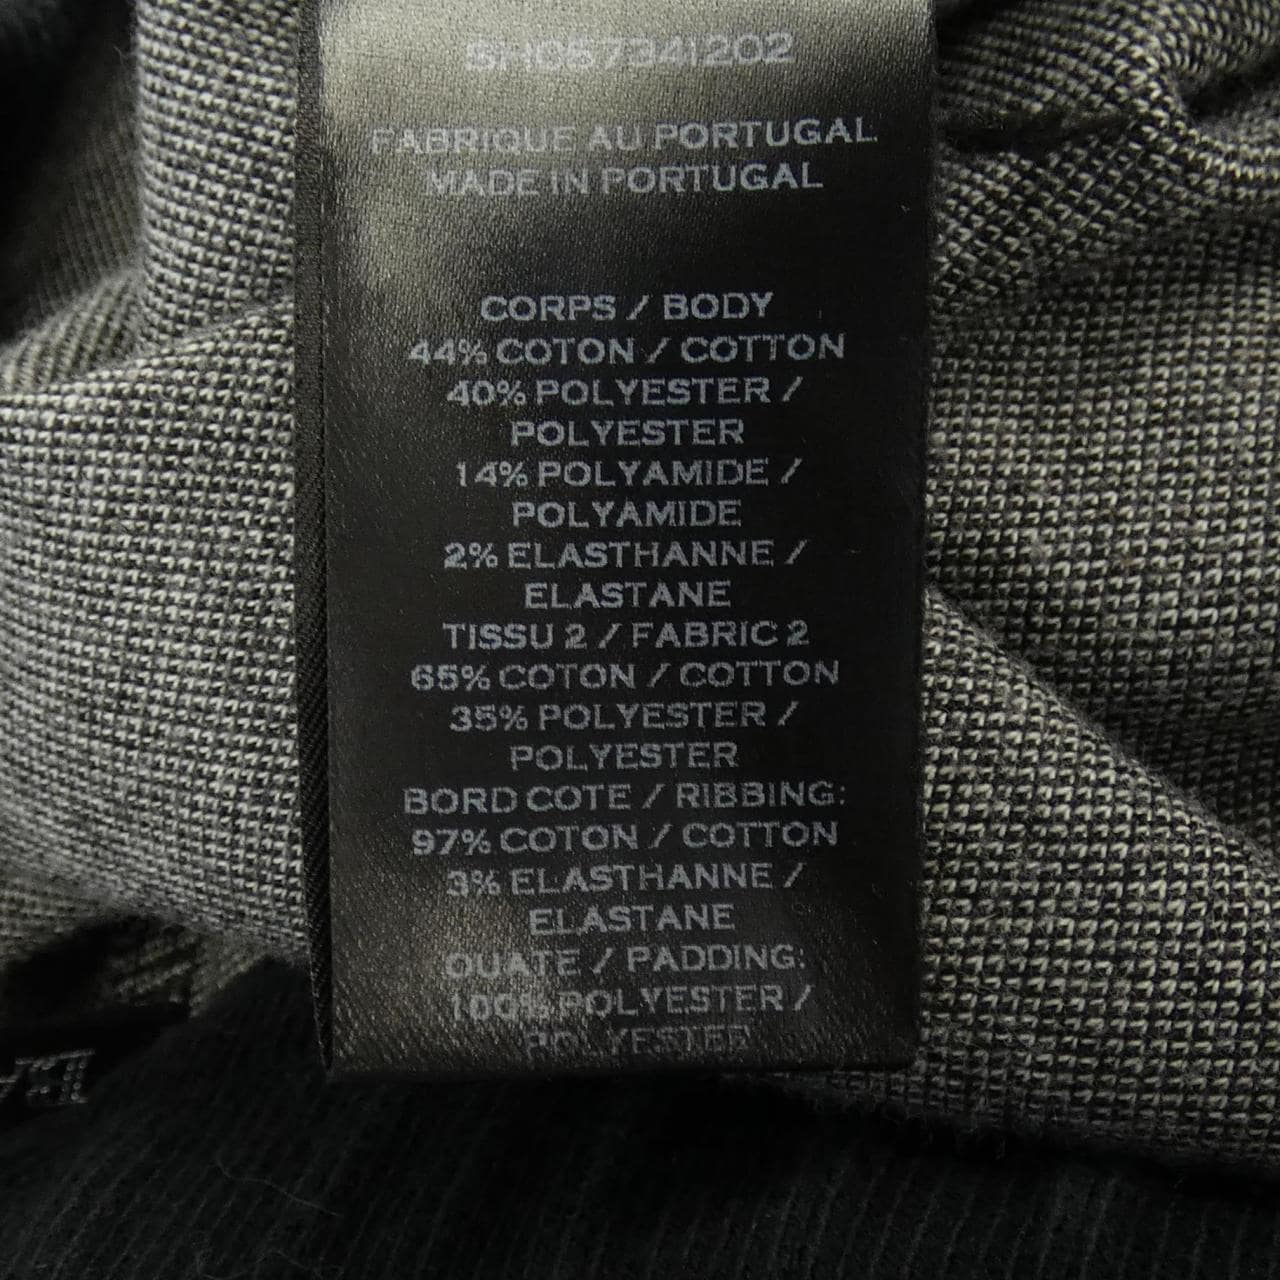 5H057341202
FABRIQUE AU PORTUGAL
MADE IN PORTUGAL
CORPS / BODY
44% COTON / COTTON
40% POLYESTER /
POLYESTER
14% POLYAMIDE /
POLYAMIDE
2% ELASTHANNE /
ELASTANE
TISSU 2 / FABRIC 2
65% COTON / COTTON
35% POLYESTER /
POLYESTER
BORD COTE / RIBBING:
97% COTON / COTTON
3% ELASTHANNE /
ELASTANE
OUATE / PADDING:
100% POLYESTER /
POLYESTER